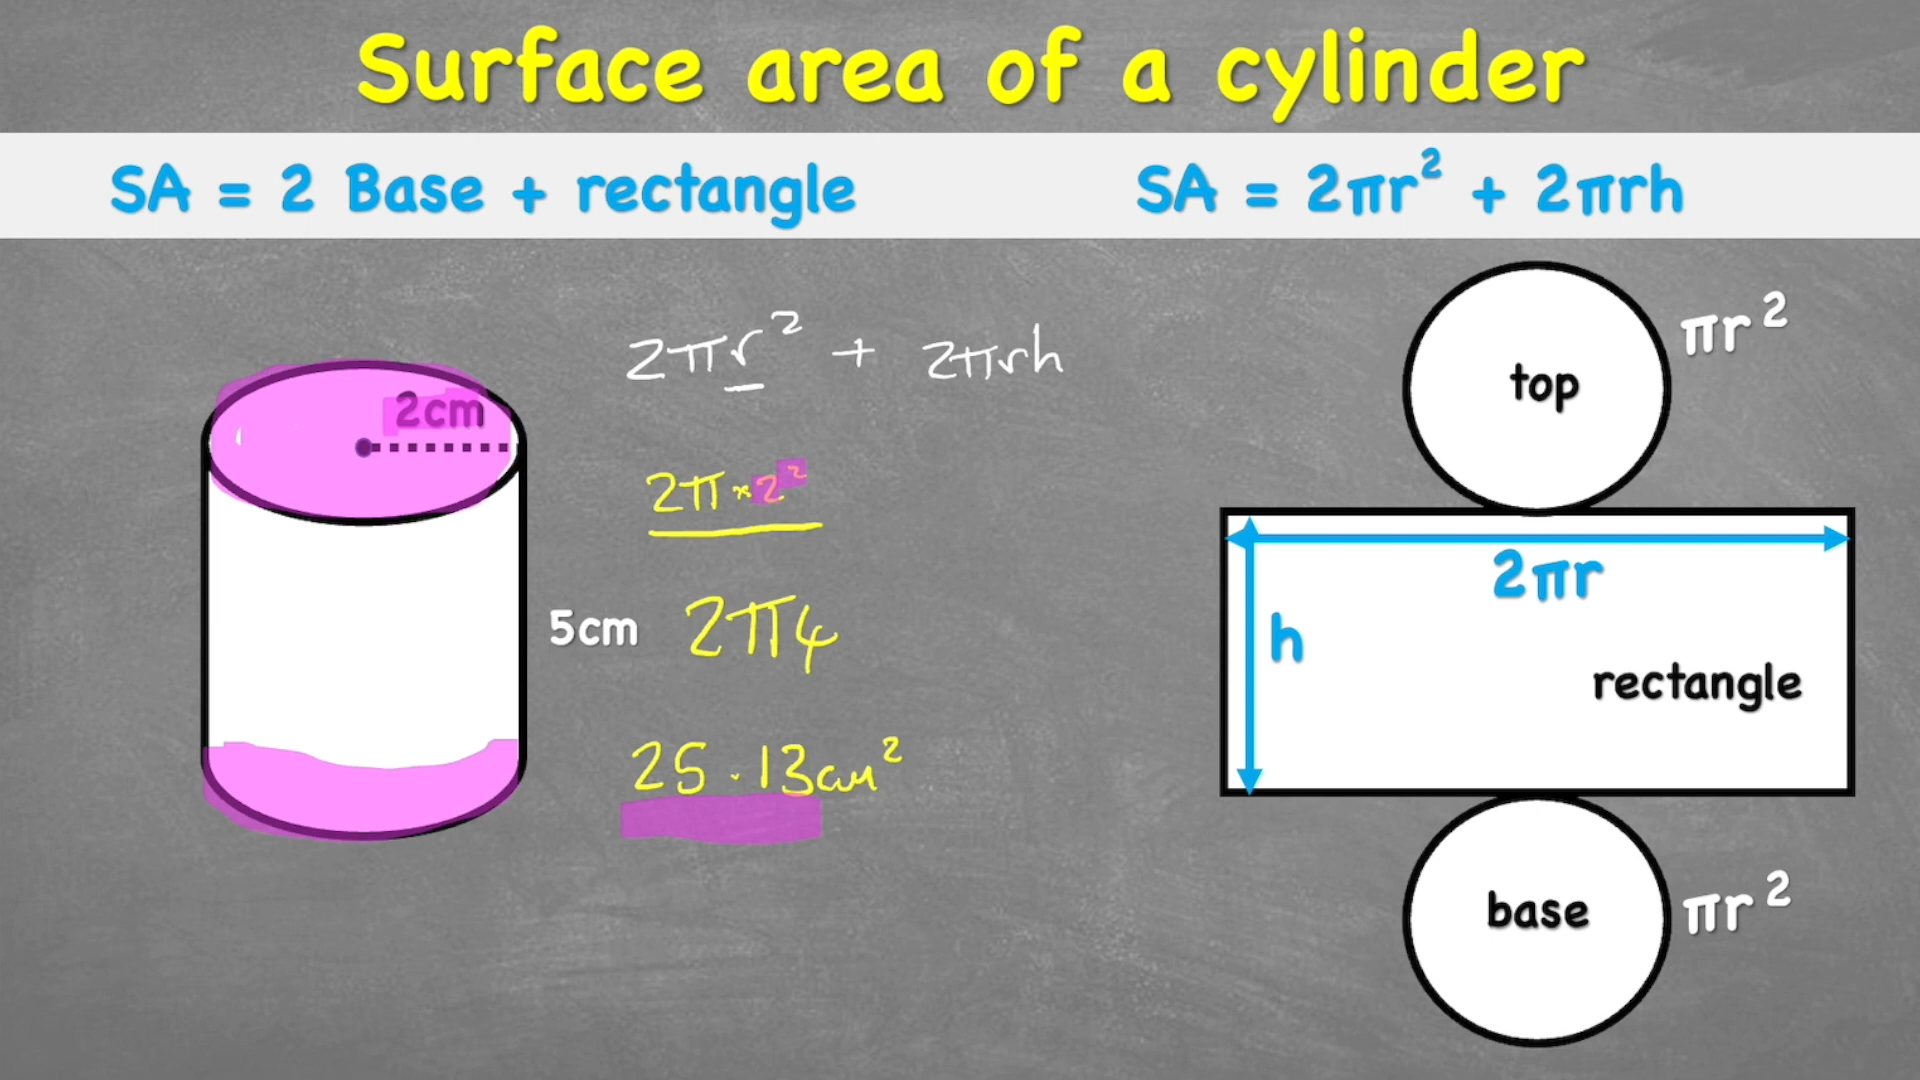 Surface area of a cylinder
SA = 2 Base + rectangle
SA = 2πr² + 2πrh
2πr² + 2πrh
2cm
2π×2²
5cm
2π4
25.13cm²
πr²
top
2πr
h
rectangle
base
πr²